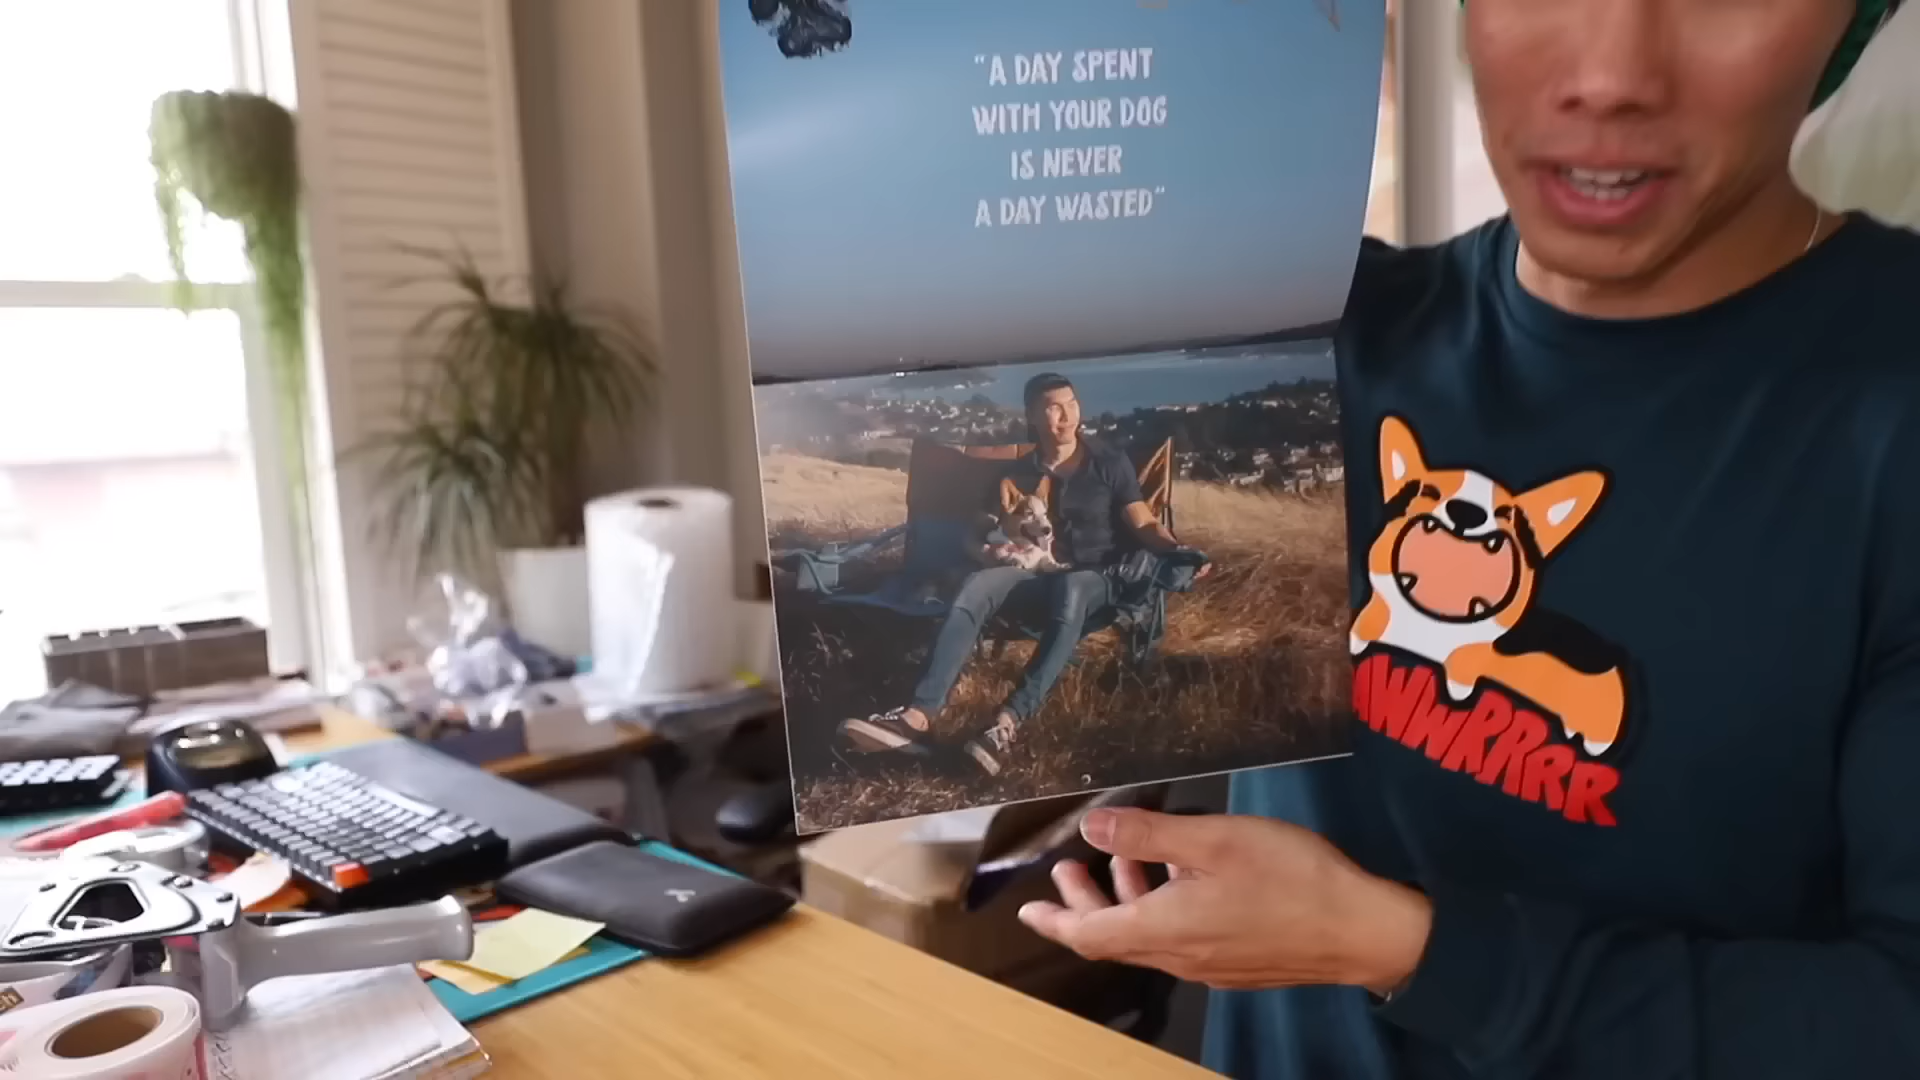 "A DAY SPENT
WITH YOUR DOG
IS NEVER
A DAY WASTED"
AWWRRRR